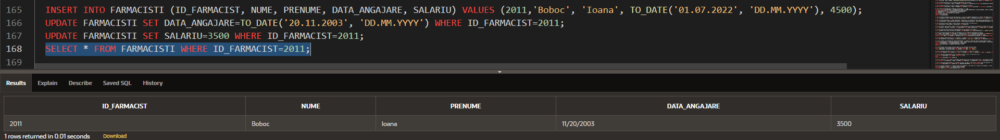 165 INSERT INTO FARMACISTI (ID_FARMACIST, NUME, PRENUME, DATA_ANGAJARE, SALARIU) VALUES (2011,'Boboc', 'Ioana', TO_DATE('01.07.2022', 'DD.MM.YYYY'), 4500);
166 UPDATE FARMACISTI SET DATA_ANGAJARE=TO_DATE('20.11.2003', 'DD.MM.YYYY') WHERE ID_FARMACIST=2011;
167 UPDATE FARMACISTI SET SALARIU=3500 WHERE ID_FARMACIST=2011;
168 SELECT * FROM FARMACISTI WHERE ID_FARMACIST=2011;
169
Results Explain Describe Saved SQL History
ID_FARMACIST NUME PRENUME DATA_ANGAJARE SALARIU
2011 Boboc Ioana 11/20/2003 3500
1 rows returned in 0.01 seconds Download